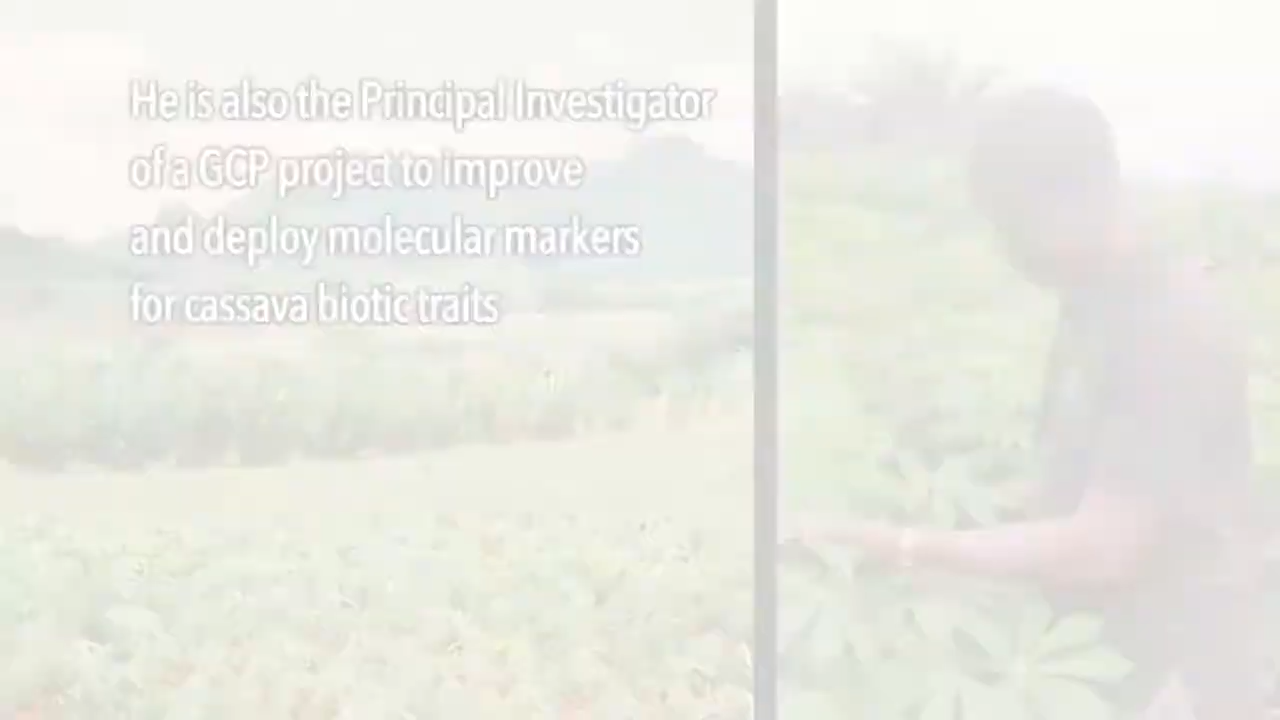 He is also the Principal Investigator
of a GCP project to improve
and deploy molecular markers
for cassava biotic traits